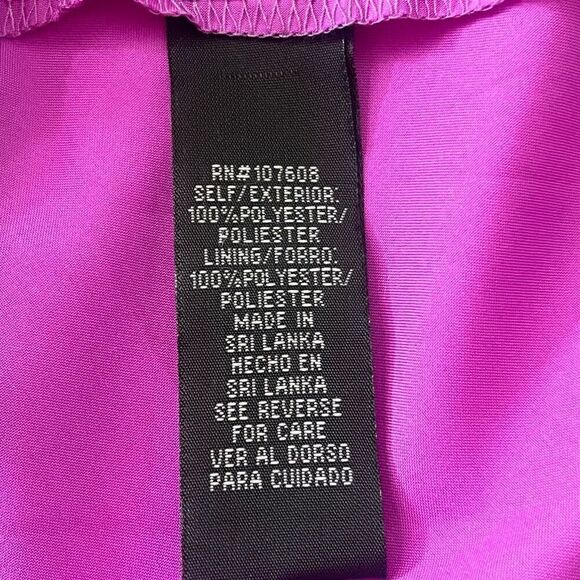 RN#107608
SELF/EXTERIOR:
100%POLYESTER/
POLIESTER
LINING/FORRO:
100%POLYESTER/
POLIESTER
MADE IN
SRI LANKA
HECHO EN
SRI LANKA
SEE REVERSE
FOR CARE
VER AL DORSO
PARA CUIDADO